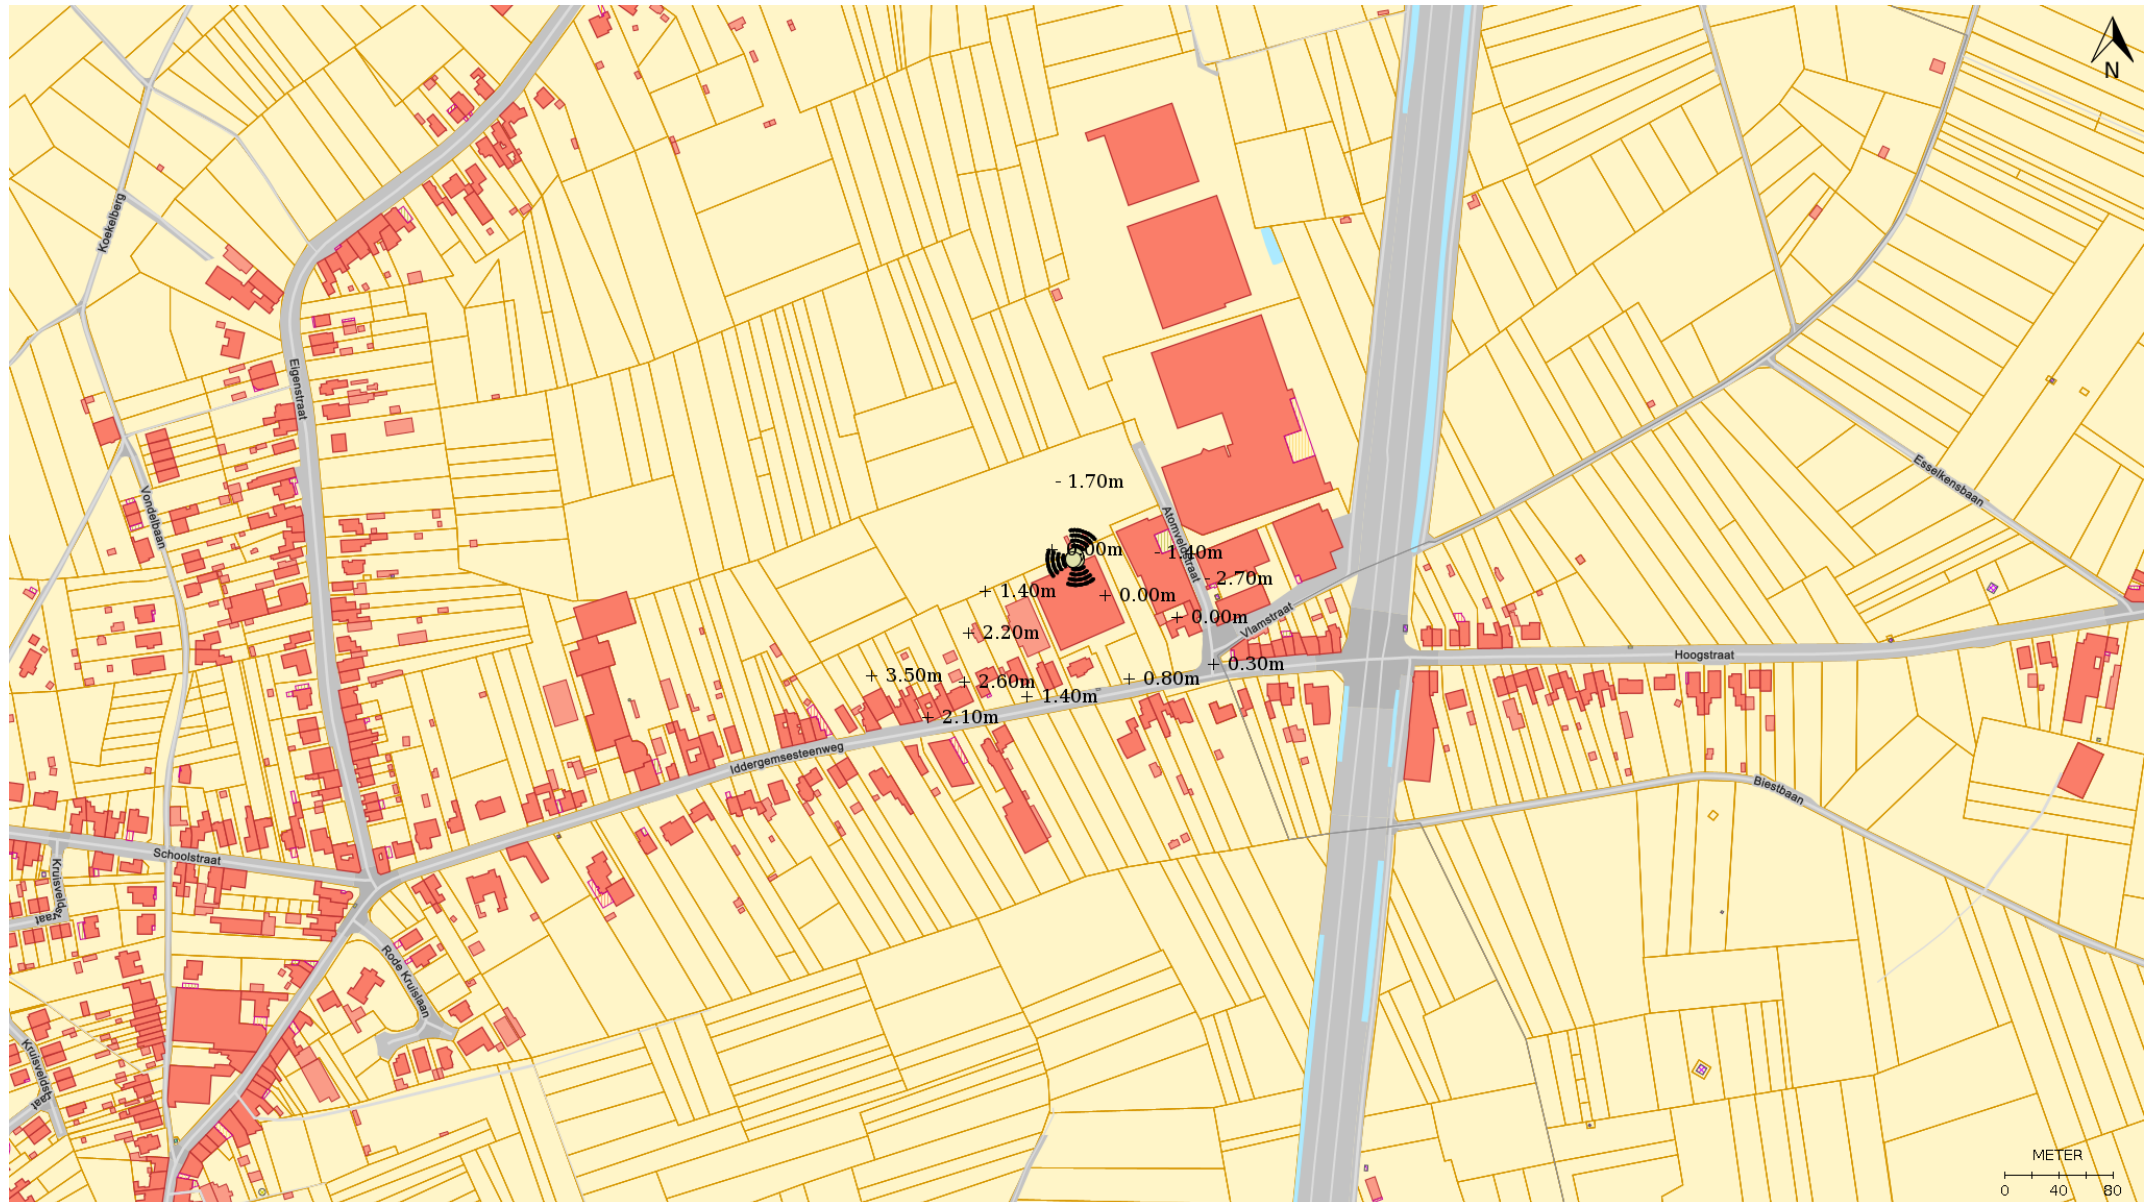 N
Koekelberg
Eigenstraat
Esselkensbaan
- 1.70m
Vondelbaan
Atomveldstraat
+ 0.00m
- 1.40m
- 2.70m
+ 1.40m
+ 0.00m
+ 0.00m
Vlamstraat
+ 2.20m
Hoogstraat
+ 0.30m
+ 3.50m
+ 2.60m
+ 0.80m
+ 1.40m
+ 2.10m
Iddergemsesteenweg
Biestbaan
Schoolstraat
Kruisveldstraat
Rode Kruislaan
Kruisveldstraat
METER
0 40 80